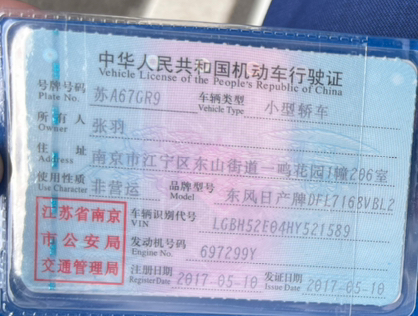 中华人民共和国机动车行驶证
Vehicle License of the People's Republic of China
号牌号码 苏A67GR9 车辆类型 小型轿车
Plate No. Vehicle Type
所有人 张羽
Owner
住址 南京市江宁区东山街道一鸣花园1幢206室
Address
使用性质 非营运 品牌型号 东风日产牌DFL7168VBL2
Use Character Model
江苏省南京
市公安局
交通管理局
车辆识别代号 LGBH52E04HY521589
VIN
发动机号码 697299Y
Engine No.
注册日期 2017-05-10 发证日期 2017-05-10
RegisterDate Issue Date